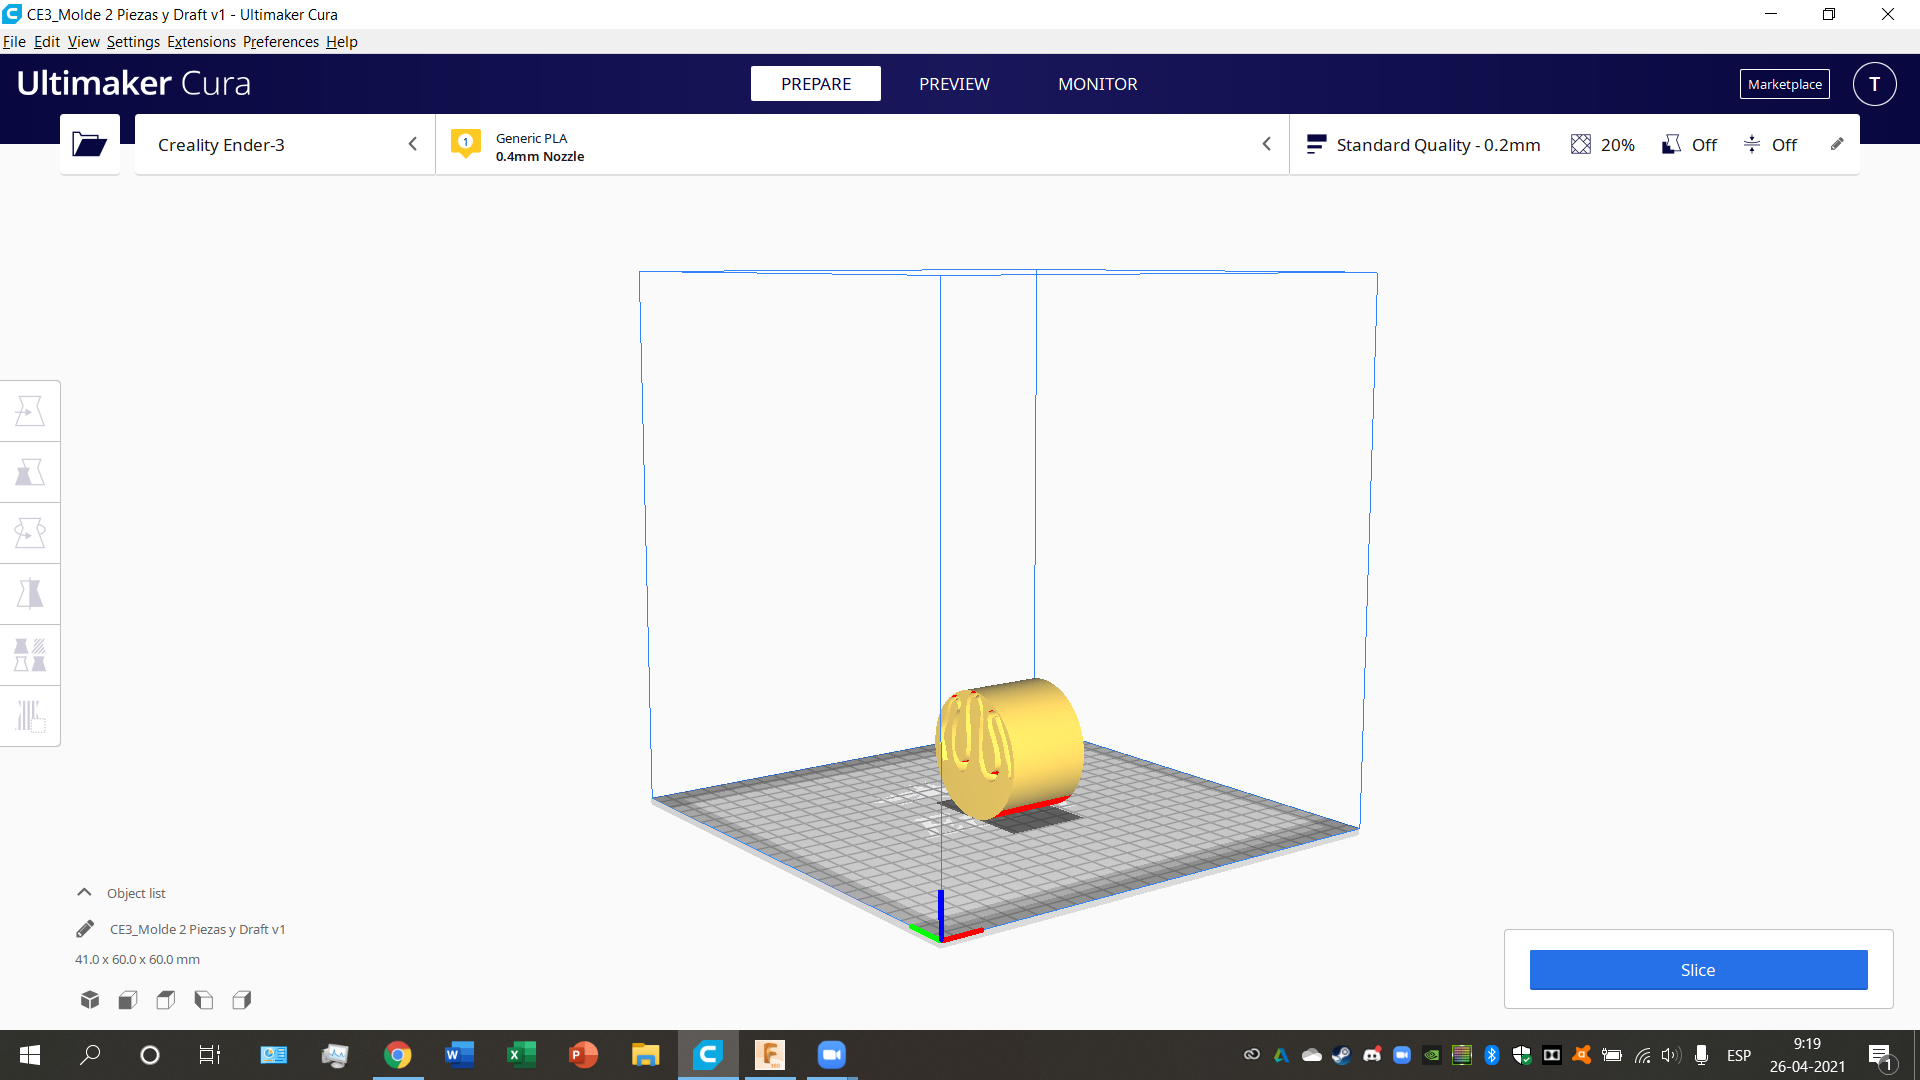 CE3_Molde 2 Piezas y Draft v1 - Ultimaker Cura
File Edit View Settings Extensions Preferences Help
Ultimaker Cura
PREPARE
PREVIEW
MONITOR
Marketplace
T
Creality Ender-3
1
Generic PLA
0.4mm Nozzle
Standard Quality - 0.2mm
20%
Off
Off
Object list
CE3_Molde 2 Piezas y Draft v1
41.0 x 60.0 x 60.0 mm
Slice
ESP
9:19
26-04-2021
1